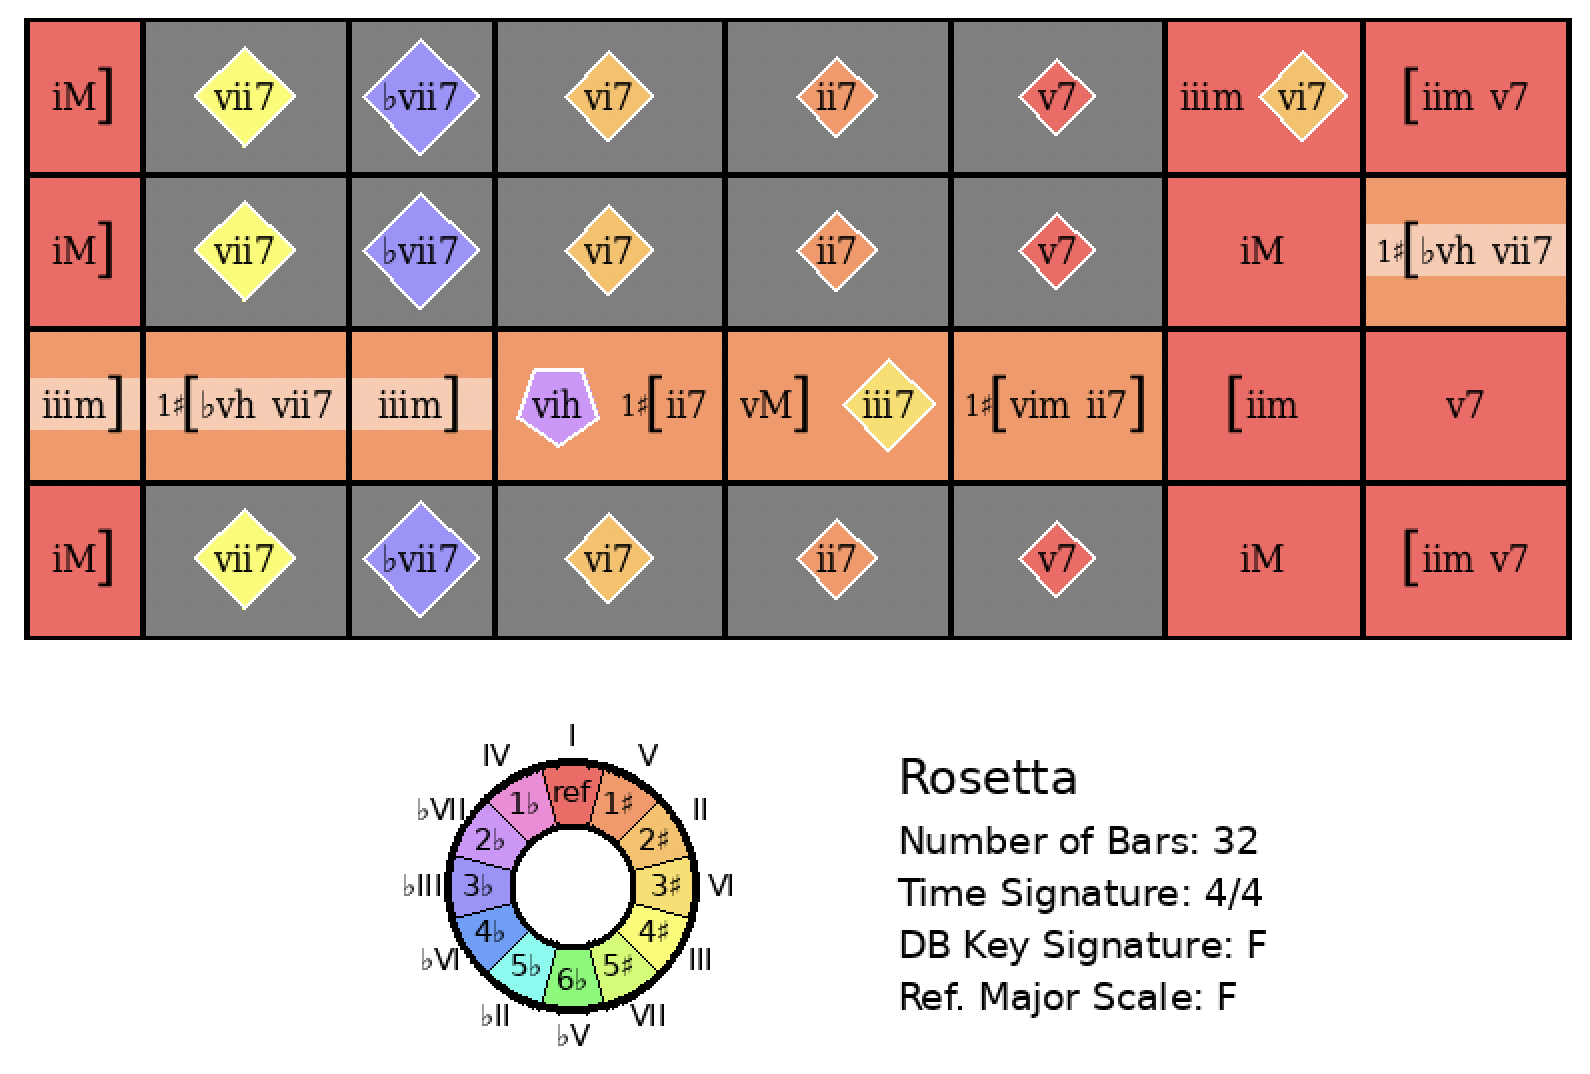 iM] vii7 ♭vii7 vi7 ii7 v7 iiim vi7 [iim v7
iM] vii7 ♭vii7 vi7 ii7 v7 iM 1♯[♭vh vii7
iiim] 1♯[♭vh vii7 iiim] vih 1♯[ii7 vM] iii7 1♯[vim ii7] [iim v7
iM] vii7 ♭vii7 vi7 ii7 v7 iM [iim v7
I
IV V
ref
1♭ 1♯
♭VII II
2♭ 2♯
♭III 3♭ 3♯ VI
4♭ 4♯
♭VI III
5♭ 5♯
6♭
♭II VII
♭V
Rosetta
Number of Bars: 32
Time Signature: 4/4
DB Key Signature: F
Ref. Major Scale: F